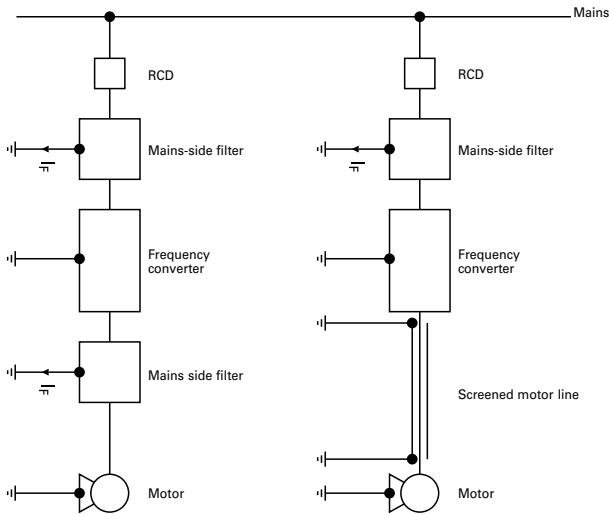 Mains
RCD
RCD
Mains-side filter
Mains-side filter
Frequency
converter
Frequency
converter
Mains side filter
Screened motor line
Motor
Motor